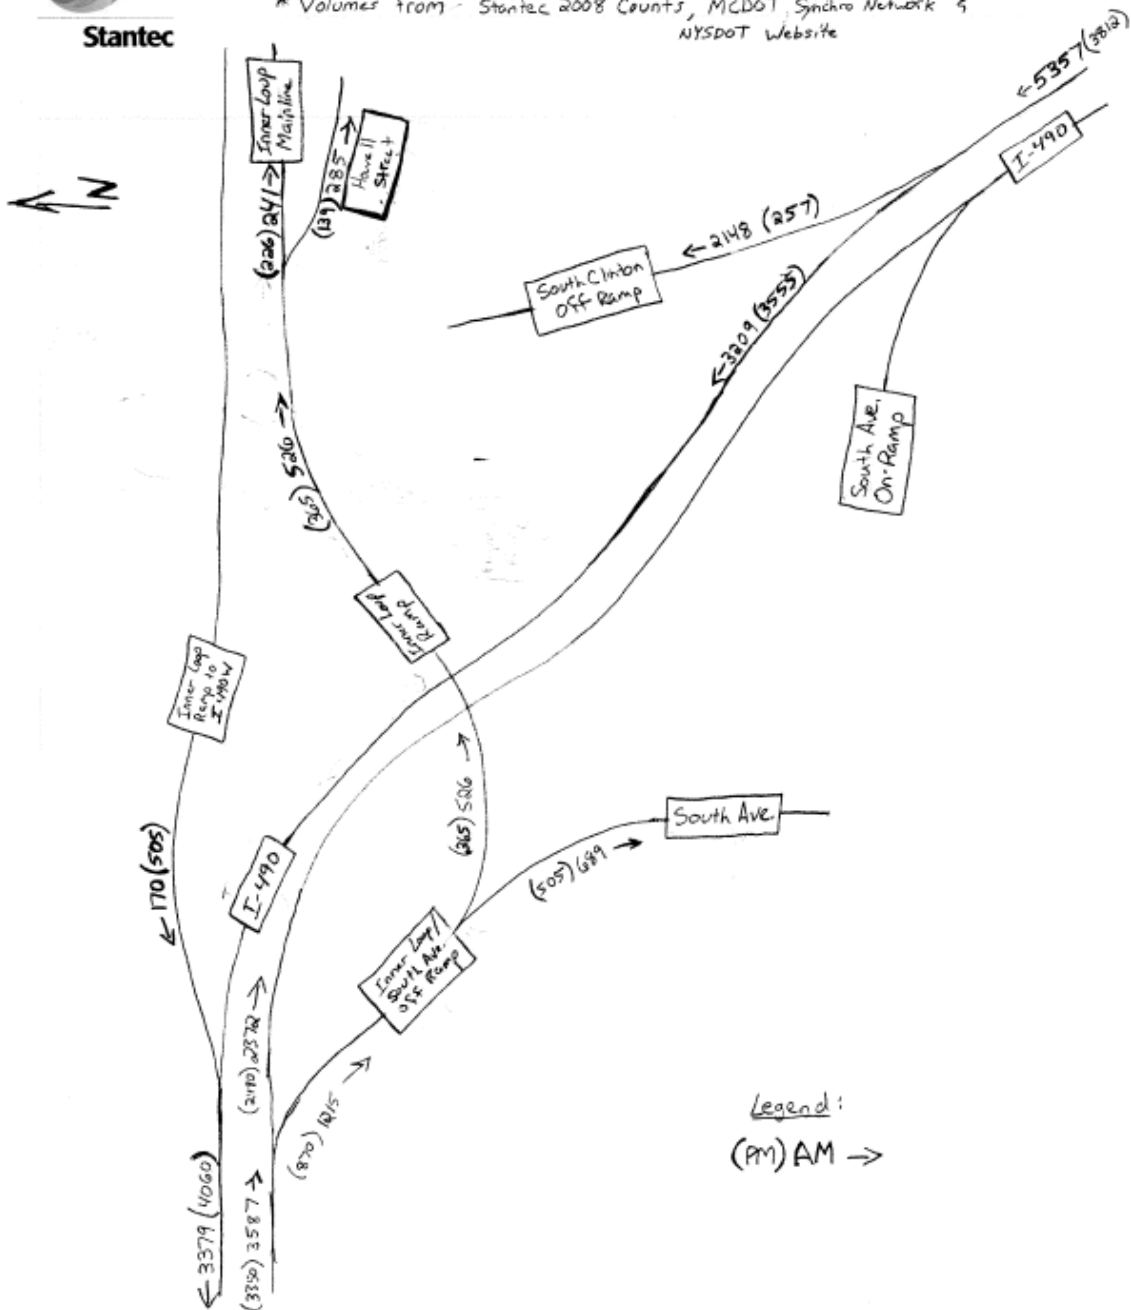 * Volumes from - Stantec 2008 Counts, MCDOT Synchro Network &
NYSDOT Website
Stantec
←5357(3812)
Inner Loop
Mainline
(226)241→
(139)285→
Howell
Street
N
I-490
←2148 (257)
South Clinton
Off Ramp
←3209(3555)
South Ave.
On-Ramp
(365) 526 →
Inner Loop
Ramp
Inner Loop
Ramp to
I-490W
←170(505)
I-490
(365) 526 →
South Ave
(505)689 →
Inner Loop/
South Ave.
Off Ramp
(2480)2372 →
(870) 1215 →
←3379(4060)
(3350)3587→
Legend:
(PM)AM →